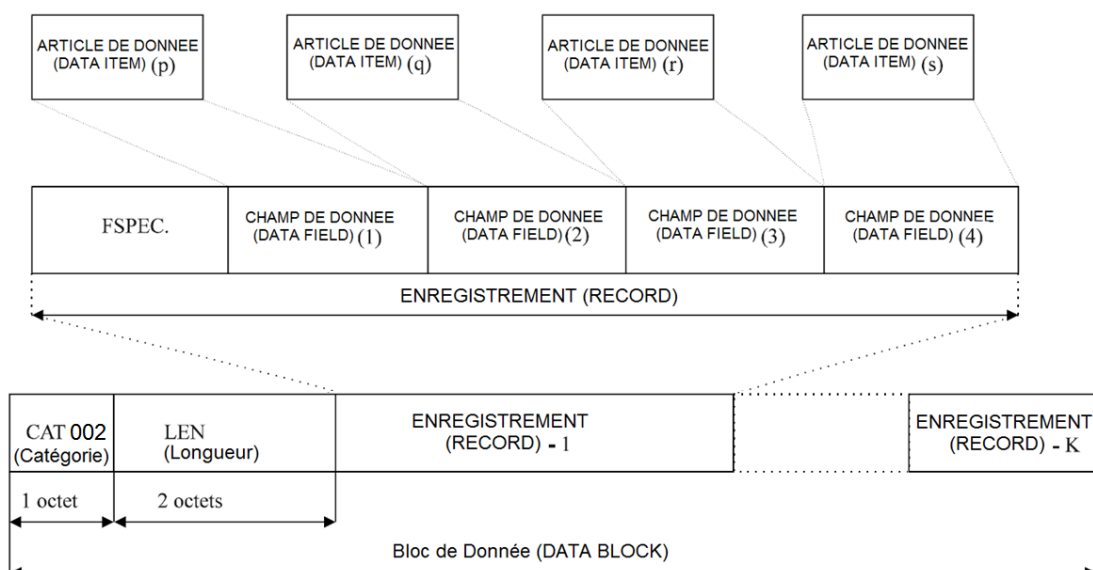 ARTICLE DE DONNEE
(DATA ITEM) (p)
ARTICLE DE DONNEE
(DATA ITEM) (q)
ARTICLE DE DONNEE
(DATA ITEM) (r)
ARTICLE DE DONNEE
(DATA ITEM) (s)
FSPEC.
CHAMP DE DONNEE
(DATA FIELD) (1)
CHAMP DE DONNEE
(DATA FIELD) (2)
CHAMP DE DONNEE
(DATA FIELD) (3)
CHAMP DE DONNEE
(DATA FIELD) (4)
ENREGISTREMENT (RECORD)
CAT 002
(Catégorie)
LEN
(Longueur)
ENREGISTREMENT
(RECORD) - 1
ENREGISTREMENT
(RECORD) - K
1 octet
2 octets
Bloc de Donnée (DATA BLOCK)